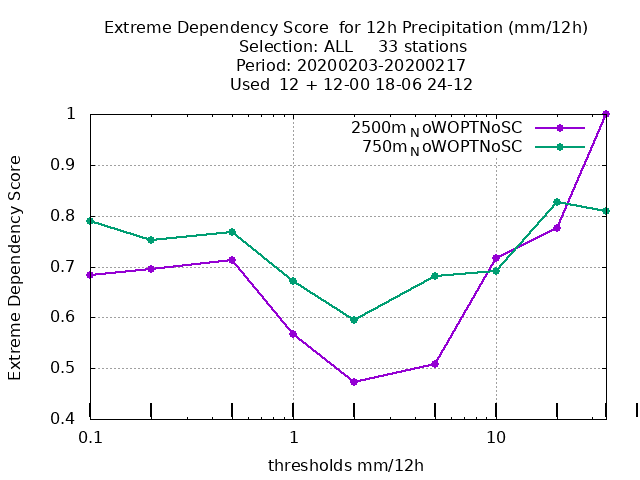 Extreme Dependency Score  for 12h Precipitation (mm/12h)
Selection: ALL     33 stations
Period: 20200203-20200217
Used  12 + 12-00 18-06 24-12
2500m_NoWOPTNoSC
750m_NoWOPTNoSC
Extreme Dependency Score
1
0.9
0.8
0.7
0.6
0.5
0.4
0.1 1 10
thresholds mm/12h